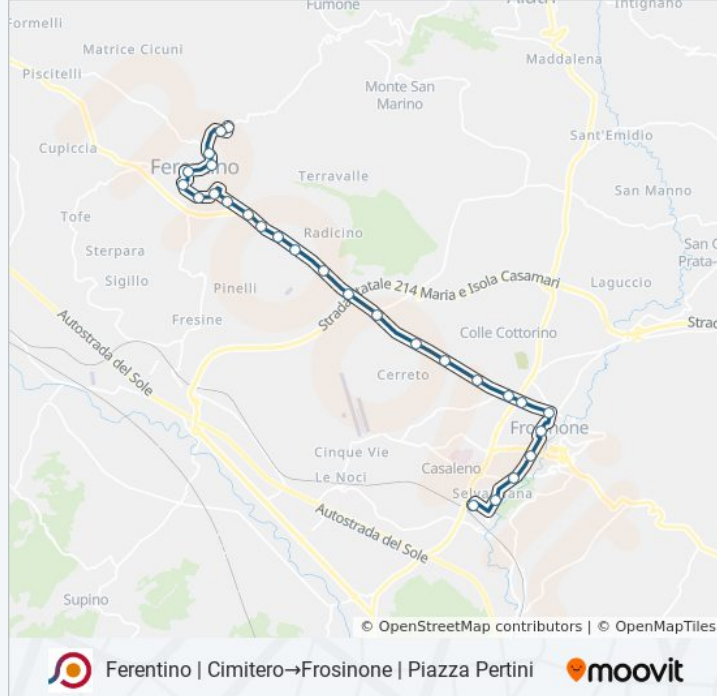 Fumone
Intignano
Formelli
Matrice Cicuni
Maddalena
Piscitelli
Monte San
Marino
Sant'Emidio
Cupiccia
Ferentino
Terravalle
San Manno
Tofe
Radicino
San
Prata-
Sterpara
Sigillo
Pinelli
Strada Statale 214 Maria e Isola Casamari
Laguccio
Fresine
Strad
Autostrada del Sole
Colle Cottorino
Cerreto
Frosinone
Cinque Vie
Casaleno
Le Noci
Selva Piana
Autostrada del Sole
Supino
© OpenStreetMap contributors | © OpenMapTiles
Ferentino | Cimitero→Frosinone | Piazza Pertini
moovit